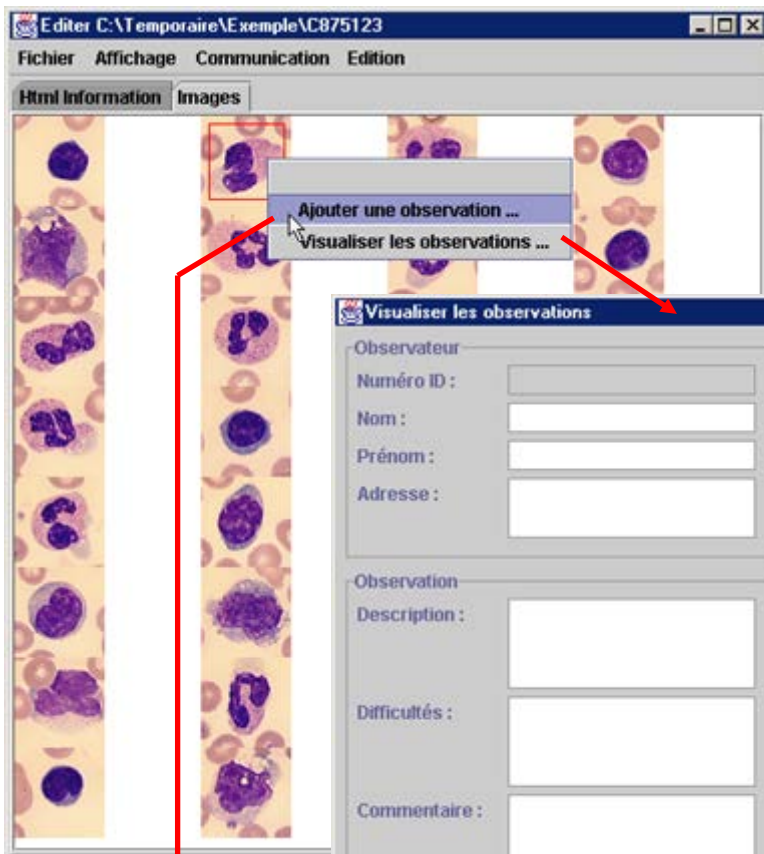 Editer C:\Temporaire\Exemple\C875123
Fichier Affichage Communication Edition
Html Information Images
Ajouter une observation ...
Visualiser les observations ...
Visualiser les observations
Observateur
Numéro ID :
Nom :
Prénom :
Adresse :
Observation
Description :
Difficultés :
Commentaire :